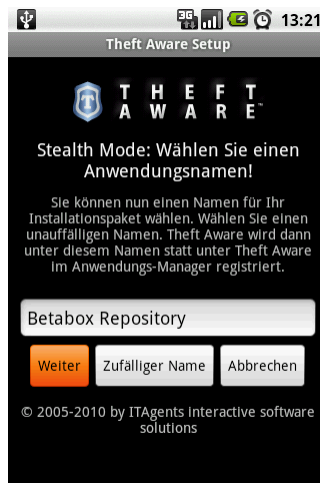 3G
13:21
Theft Aware Setup
T H E F T
A W A R E™
Stealth Mode: Wählen Sie einen
Anwendungsnamen!
Sie können nun einen Namen für Ihr
Installationspaket wählen. Wählen Sie einen
unauffälligen Namen. Theft Aware wird dann
unter diesem Namen statt unter Theft Aware
im Anwendungs-Manager registriert.
Betabox Repository
Weiter
Zufälliger Name
Abbrechen
© 2005-2010 by ITAgents interactive software
solutions